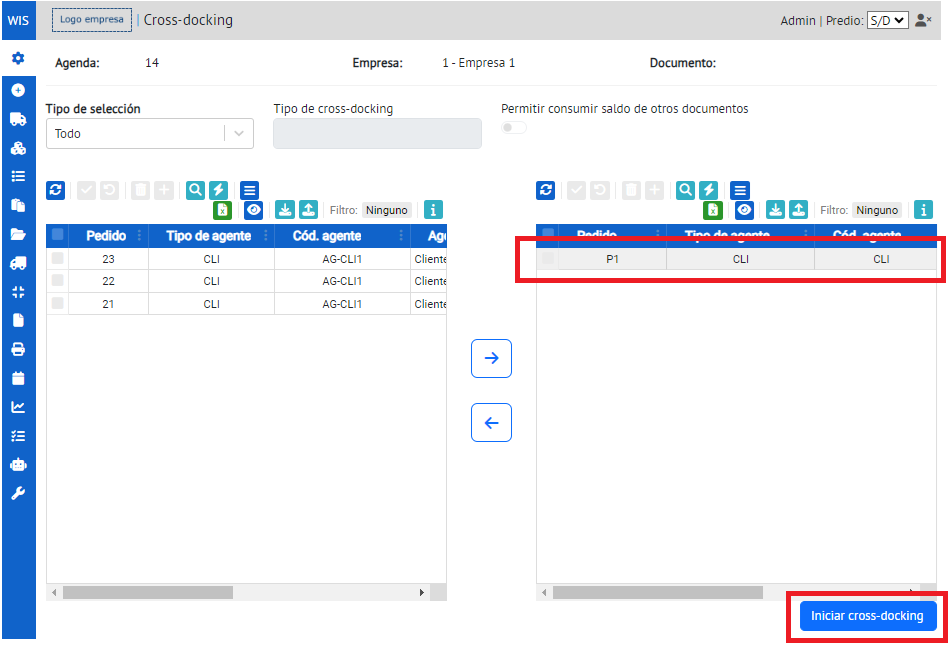 WIS Logo empresa Cross-docking Admin | Predio: S/D
Agenda: 14 Empresa: 1 - Empresa 1 Documento:
Tipo de selección Tipo de cross-docking Permitir consumir saldo de otros documentos
Todo
Filtro: Ninguno Filtro: Ninguno
Pedido Tipo de agente Cód. agente Ag Pedido Tipo de agente Cód. agente
23 CLI AG-CLI1 Cliente P1 CLI CLI
22 CLI AG-CLI1 Cliente
21 CLI AG-CLI1 Cliente
Iniciar cross-docking